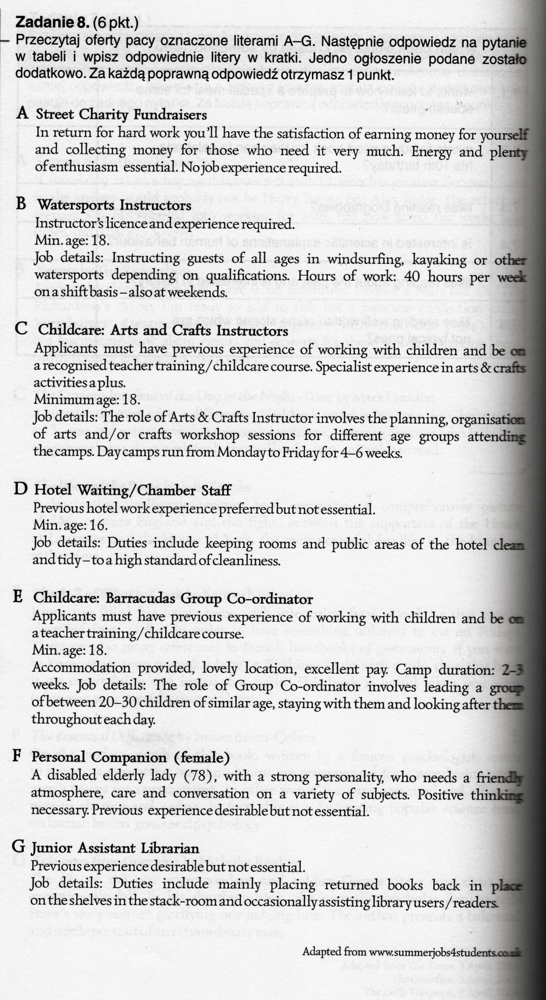 Zadanie 8. (6 pkt.)
Przeczytaj oferty pacy oznaczone literami A–G. Następnie odpowiedz na pytanie
w tabeli i wpisz odpowiednie litery w kratki. Jedno ogłoszenie podane zostało
dodatkowo. Za każdą poprawną odpowiedź otrzymasz 1 punkt.
A Street Charity Fundraisers
In return for hard work you'll have the satisfaction of earning money for yourself
and collecting money for those who need it very much. Energy and plenty
of enthusiasm essential. No job experience required.
B Watersports Instructors
Instructor's licence and experience required.
Min. age: 18.
Job details: Instructing guests of all ages in windsurfing, kayaking or other
watersports depending on qualifications. Hours of work: 40 hours per week
on a shift basis – also at weekends.
C Childcare: Arts and Crafts Instructors
Applicants must have previous experience of working with children and be on
a recognised teacher training/childcare course. Specialist experience in arts & crafts
activities a plus.
Minimum age: 18.
Job details: The role of Arts & Crafts Instructor involves the planning, organisation
of arts and/or crafts workshop sessions for different age groups attending
the camps. Day camps run from Monday to Friday for 4–6 weeks.
D Hotel Waiting/Chamber Staff
Previous hotel work experience preferred but not essential.
Min. age: 16.
Job details: Duties include keeping rooms and public areas of the hotel clean
and tidy – to a high standard of cleanliness.
E Childcare: Barracudas Group Co-ordinator
Applicants must have previous experience of working with children and be on
a teacher training/childcare course.
Min. age: 18.
Accommodation provided, lovely location, excellent pay. Camp duration: 2–3
weeks. Job details: The role of Group Co-ordinator involves leading a group
of between 20–30 children of similar age, staying with them and looking after them
throughout each day.
F Personal Companion (female)
A disabled elderly lady (78), with a strong personality, who needs a friendly
atmosphere, care and conversation on a variety of subjects. Positive thinking
necessary. Previous experience desirable but not essential.
G Junior Assistant Librarian
Previous experience desirable but not essential.
Job details: Duties include mainly placing returned books back in place
on the shelves in the stack-room and occasionally assisting library users/readers.
Adapted from www.summerjobs4students.co.uk